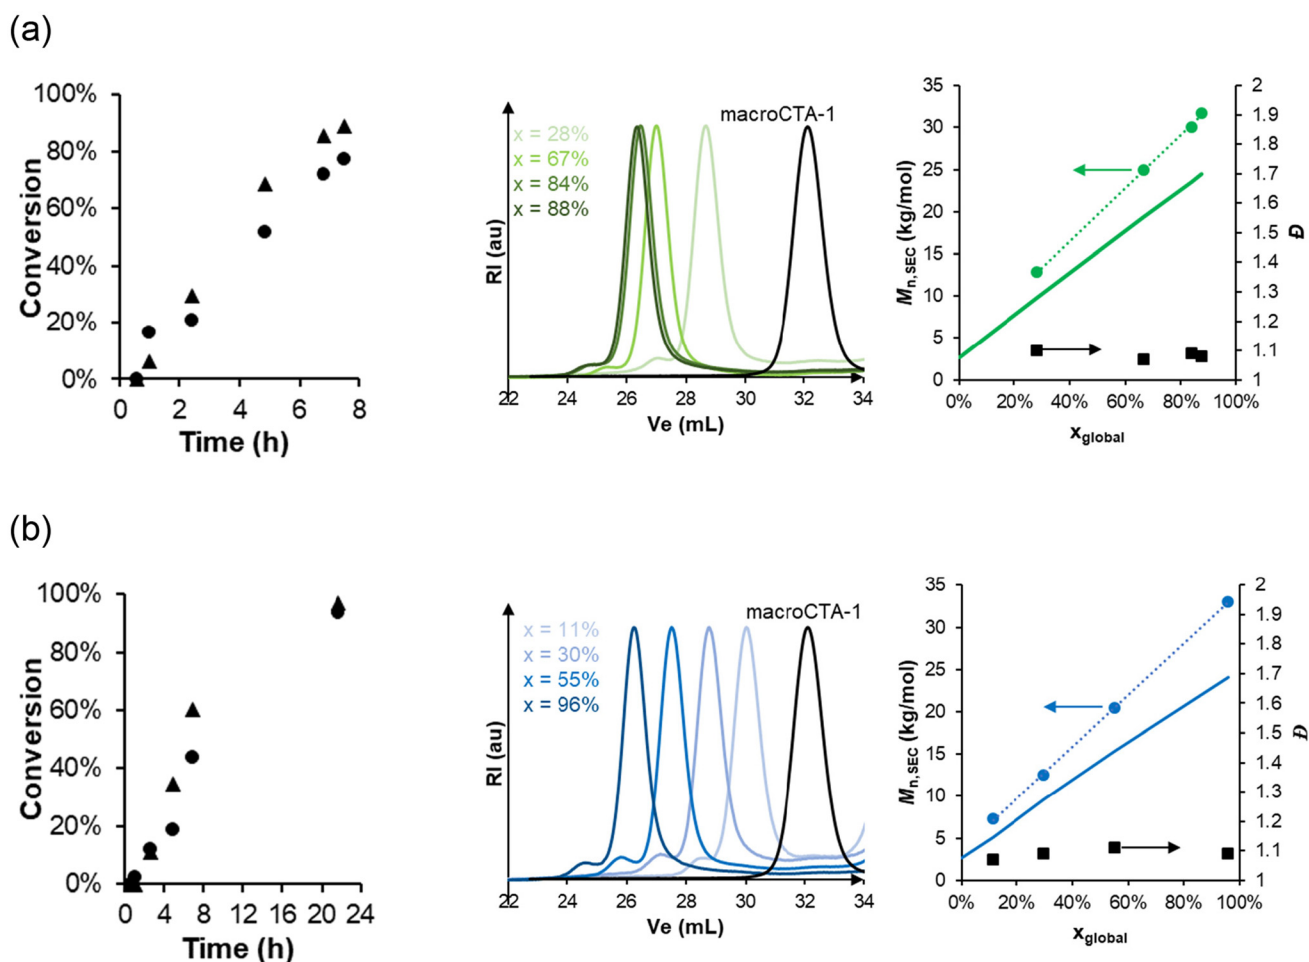 (a)
100%
80%
60%
40%
20%
0%
Conversion
0 2 4 6 8
Time (h)
macroCTA-1
x = 28%
x = 67%
x = 84%
x = 88%
RI (au)
22 24 26 28 30 32 34
Ve (mL)
35
30
25
20
15
10
5
0
Mn,SEC (kg/mol)
2
1.9
1.8
1.7
1.6
1.5
1.4
1.3
1.2
1.1
1
Đ
0% 20% 40% 60% 80% 100%
xglobal
(b)
100%
80%
60%
40%
20%
0%
Conversion
0 4 8 12 16 20 24
Time (h)
macroCTA-1
x = 11%
x = 30%
x = 55%
x = 96%
RI (au)
22 24 26 28 30 32 34
Ve (mL)
35
30
25
20
15
10
5
0
Mn,SEC (kg/mol)
2
1.9
1.8
1.7
1.6
1.5
1.4
1.3
1.2
1.1
1
Đ
0% 20% 40% 60% 80% 100%
xglobal